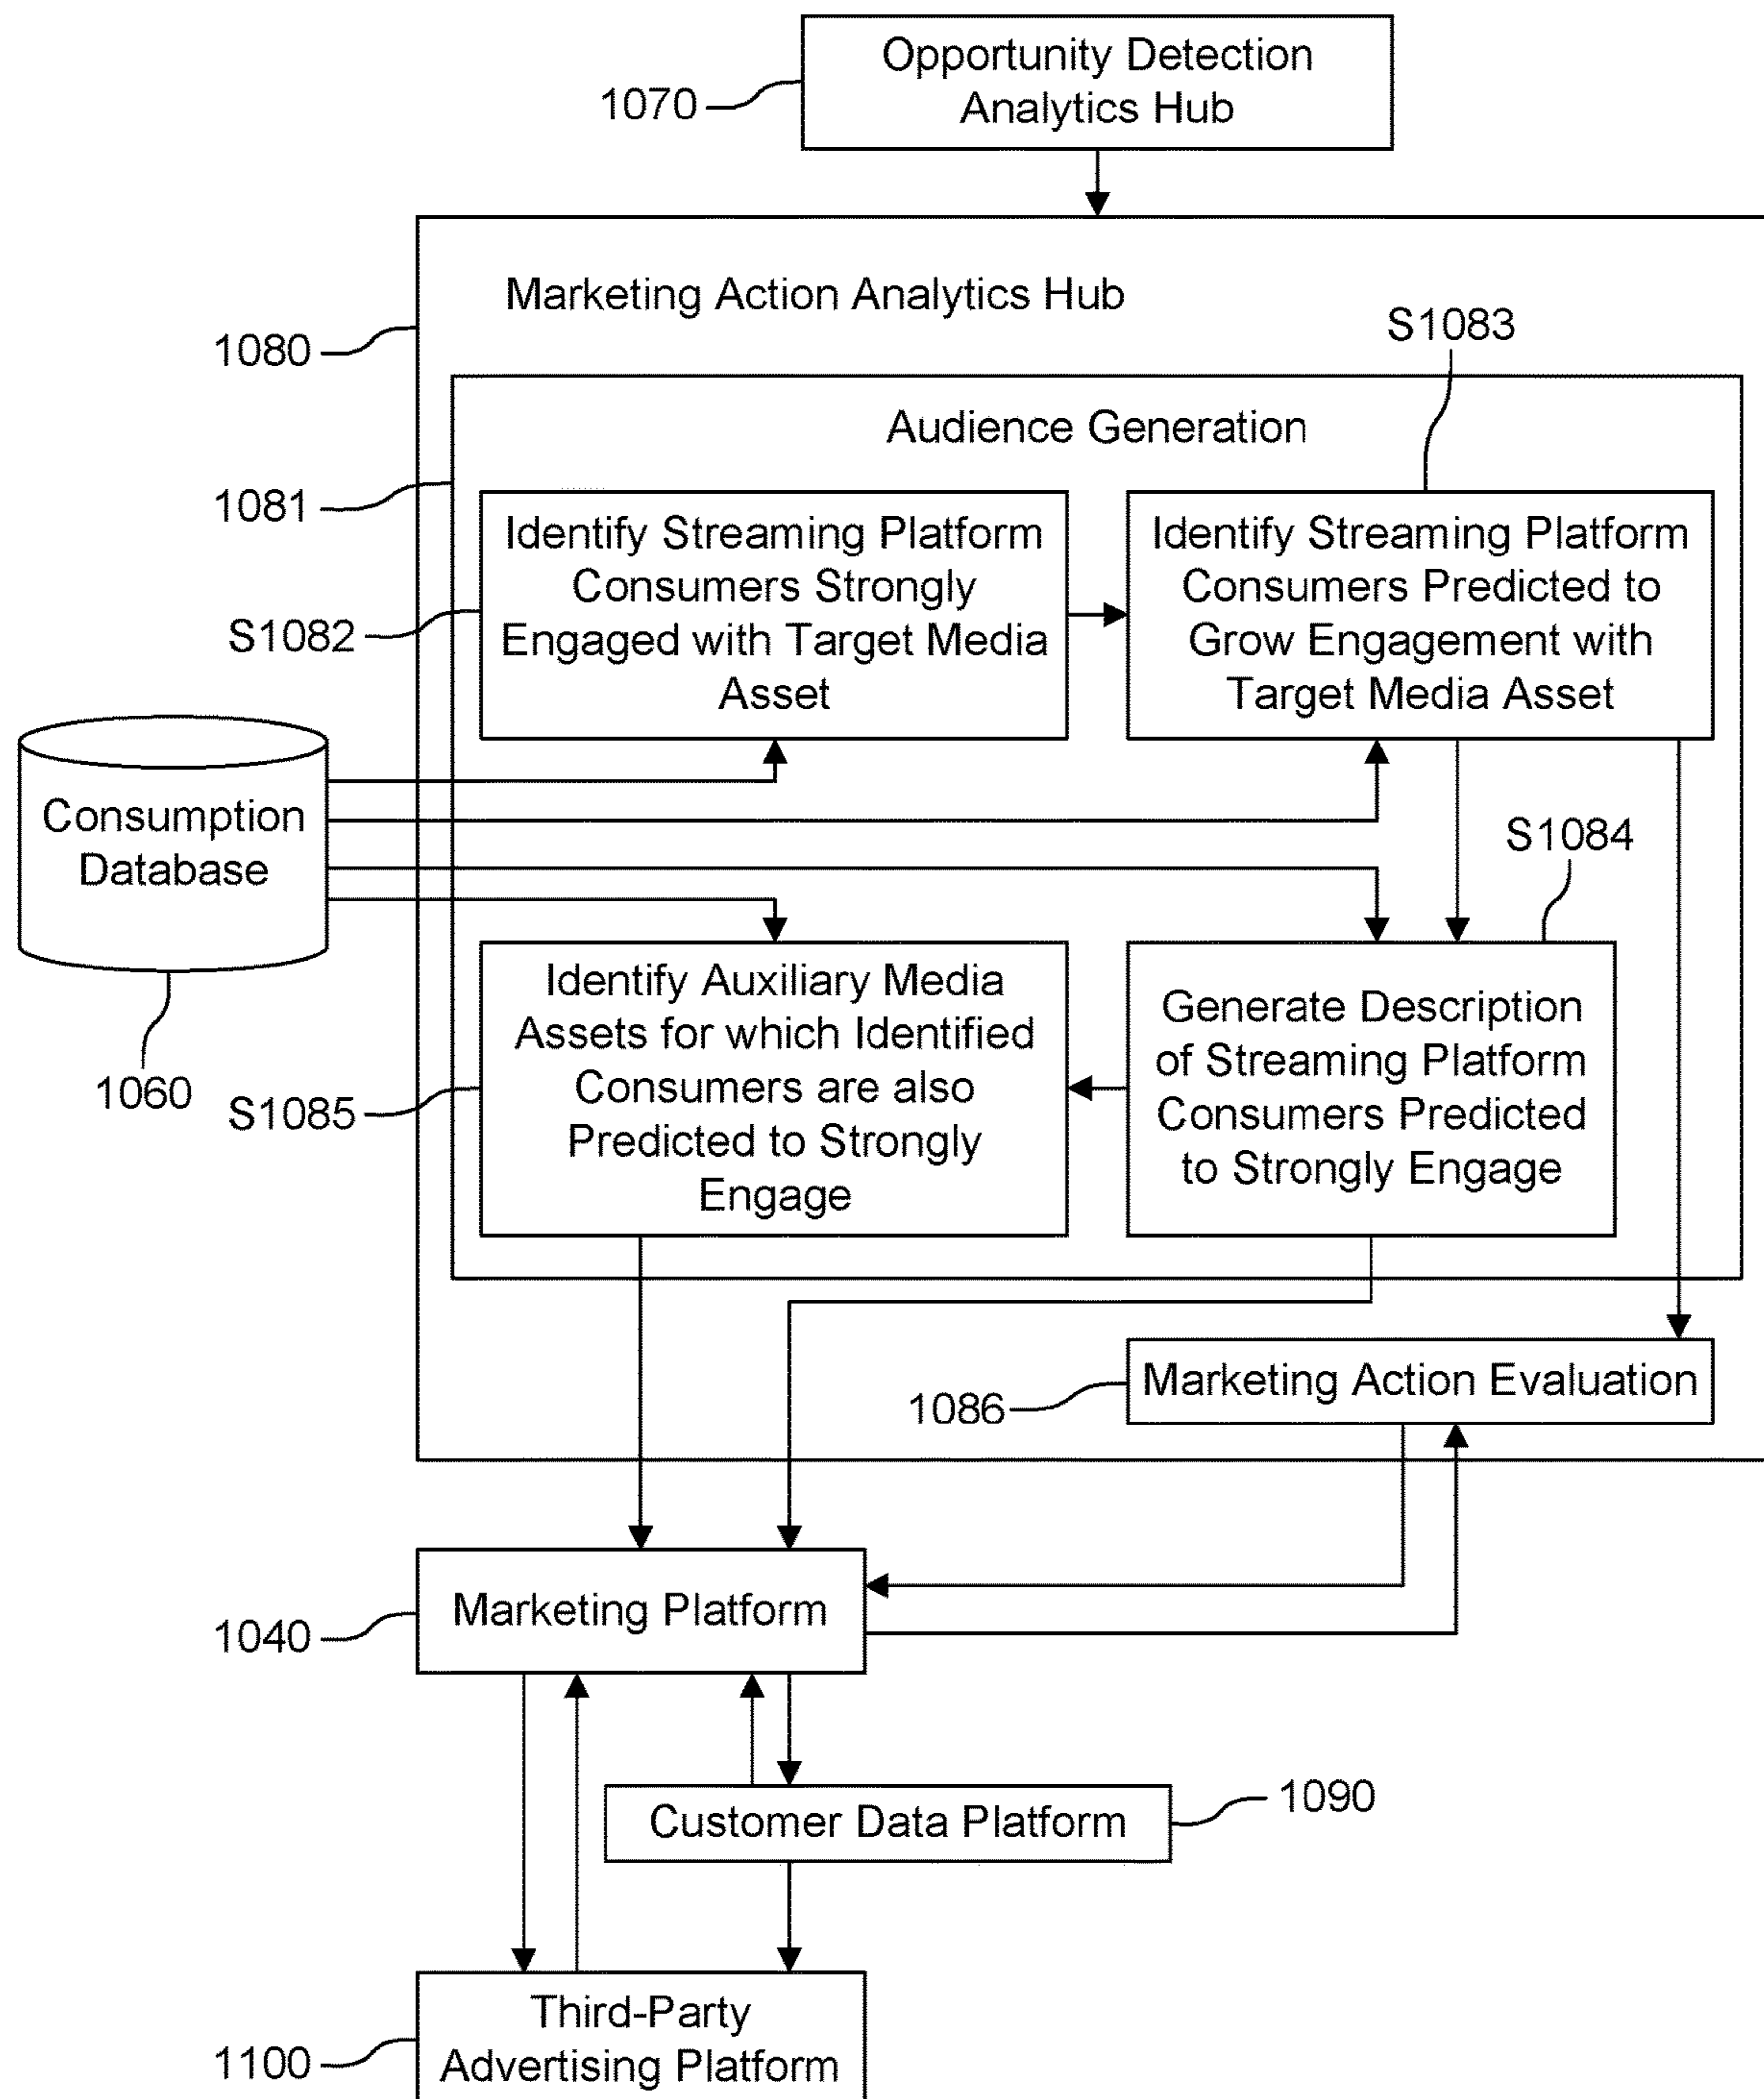 Opportunity Detection
Analytics Hub
1070
Marketing Action Analytics Hub
1080
S1083
Audience Generation
1081
Identify Streaming Platform
Consumers Strongly
Engaged with Target Media
Asset
S1082
Identify Streaming Platform
Consumers Predicted to
Grow Engagement with
Target Media Asset
Consumption
Database
1060
S1084
Identify Auxiliary Media
Assets for which Identified
Consumers are also
Predicted to Strongly
Engage
S1085
Generate Description
of Streaming Platform
Consumers Predicted
to Strongly Engage
Marketing Action Evaluation
1086
Marketing Platform
1040
Customer Data Platform
1090
Third-Party
Advertising Platform
1100